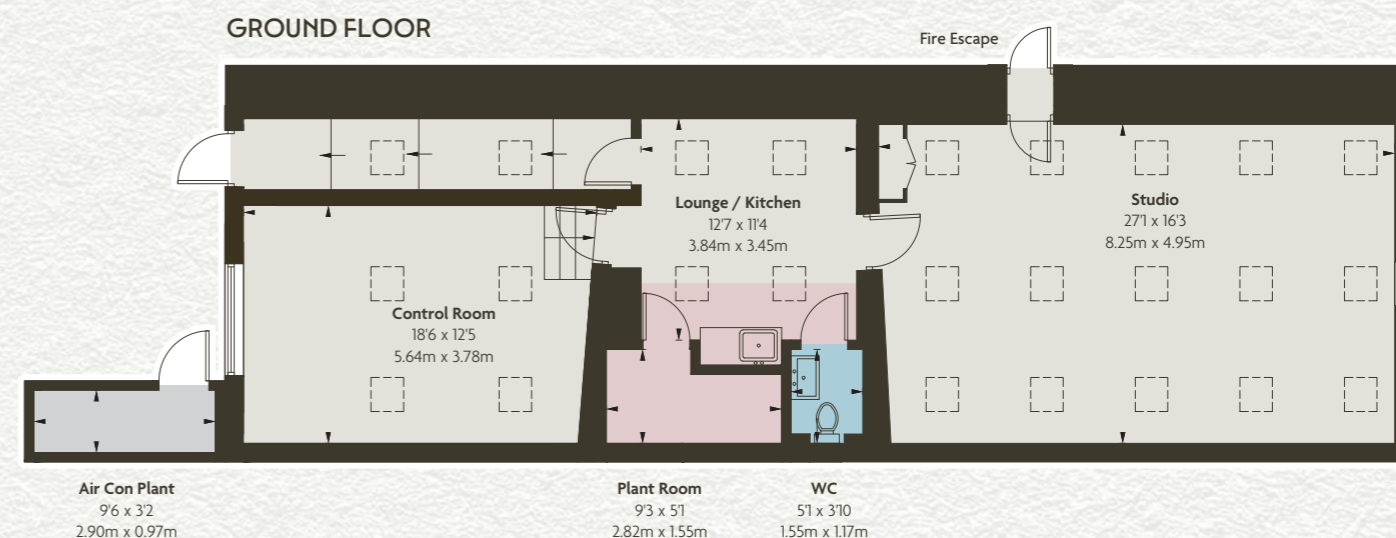 GROUND FLOOR
Fire Escape
Lounge / Kitchen
12'7 x 11'4
3.84m x 3.45m
Studio
27'1 x 16'3
8.25m x 4.95m
Control Room
18'6 x 12'5
5.64m x 3.78m
Air Con Plant
9'6 x 3'2
2.90m x 0.97m
Plant Room
9'3 x 5'1
2.82m x 1.55m
WC
5'1 x 3'10
1.55m x 1.17m